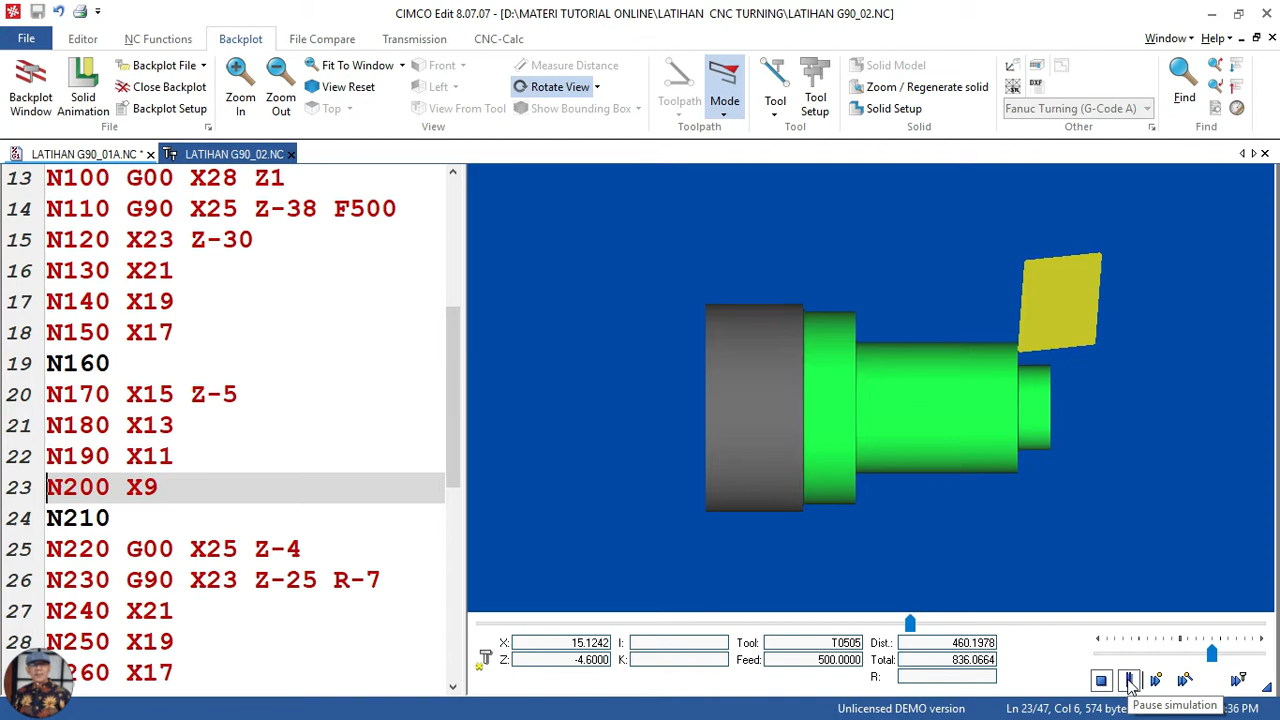 CIMCO Edit 8.07.07 - [D:\MATERI TUTORIAL ONLINE\LATIHAN CNC TURNING\LATIHAN G90_02.NC]
File Editor NC Functions Backplot File Compare Transmission CNC-Calc Window Help
Backplot Window
Solid Animation
Backplot File
Close Backplot
Backplot Setup
File
Zoom In
Zoom Out
Fit To Window
View Reset
Top
Front
Left
View From Tool
View
Measure Distance
Rotate View
Show Bounding Box
Toolpath
Mode
Toolpath
Tool
Tool Setup
Tool
Solid Model
Zoom / Regenerate solid
Solid Setup
Solid
DXF
Fanuc Turning (G-Code A)
Other
Find
Find
LATIHAN G90_01A.NC *
LATIHAN G90_02.NC
13 N100 G00 X28 Z1
14 N110 G90 X25 Z-38 F500
15 N120 X23 Z-30
16 N130 X21
17 N140 X19
18 N150 X17
19 N160
20 N170 X15 Z-5
21 N180 X13
22 N190 X11
23 N200 X9
24 N210
25 N220 G00 X25 Z-4
26 N230 G90 X23 Z-25 R-7
27 N240 X21
28 N250 X19
260 X17
X: 15.1242 I: Tool: T0505 Dist.: 460.1978
Z: -4.6000 K: Feed: 500.0000 Total: 836.0664
R:
Pause simulation
Unlicensed DEMO version Ln 23/47, Col 6, 574 byte :36 PM